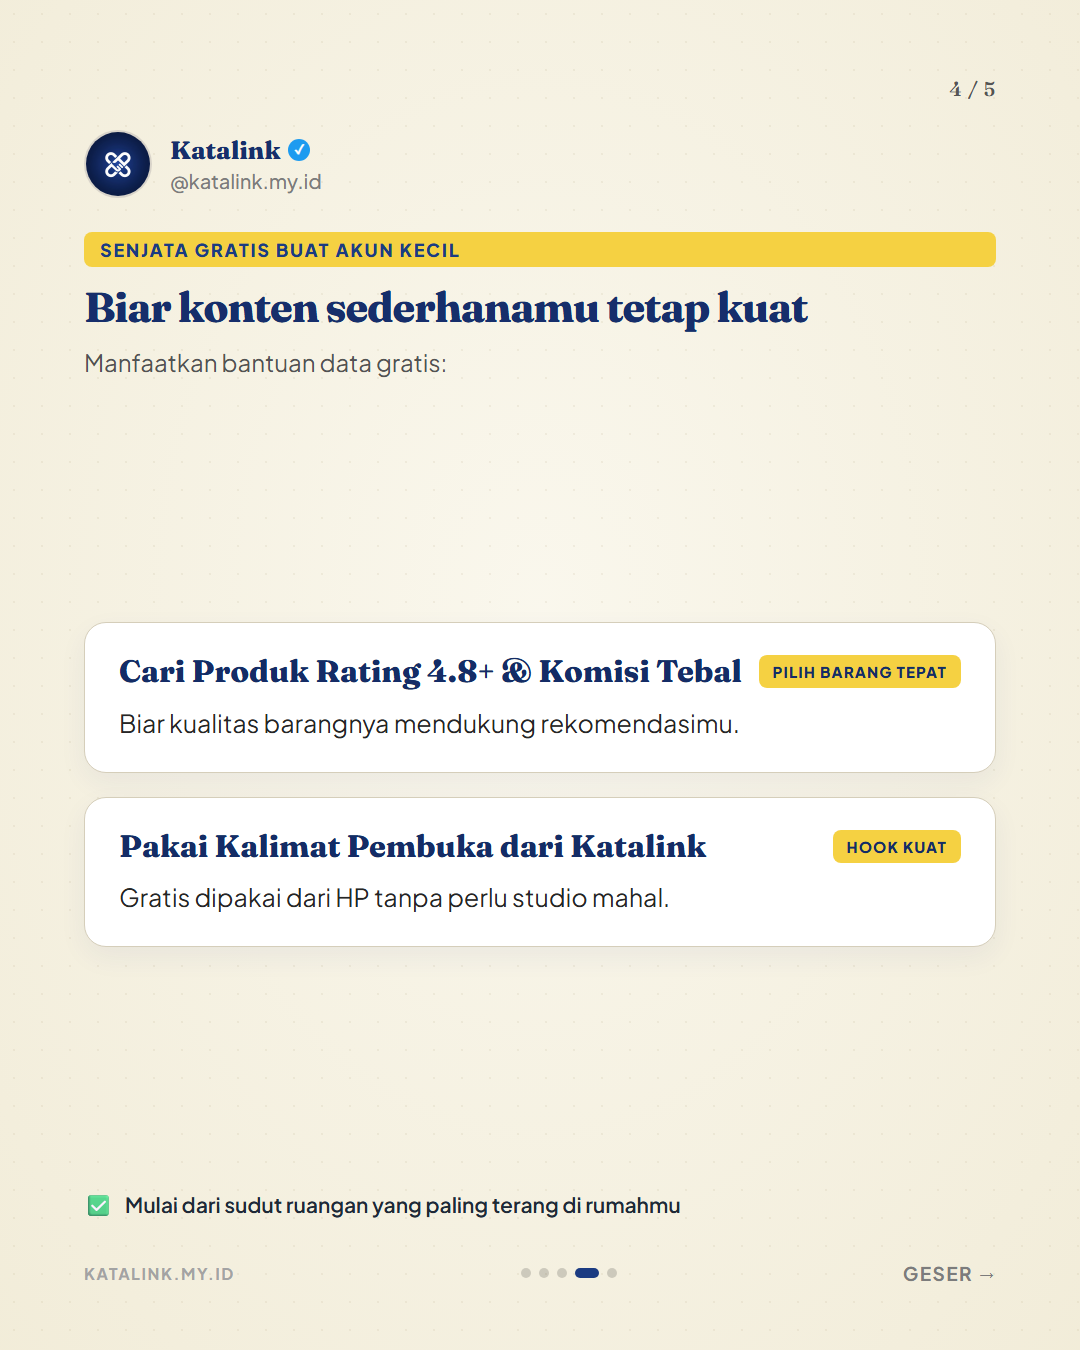 4 / 5
Katalink
@katalink.my.id
SENJATA GRATIS BUAT AKUN KECIL
Biar konten sederhanamu tetap kuat
Manfaatkan bantuan data gratis:
Cari Produk Rating 4.8+ & Komisi Tebal
PILIH BARANG TEPAT
Biar kualitas barangnya mendukung rekomendasimu.
Pakai Kalimat Pembuka dari Katalink
HOOK KUAT
Gratis dipakai dari HP tanpa perlu studio mahal.
✅ Mulai dari sudut ruangan yang paling terang di rumahmu
KATALINK.MY.ID
GESER →